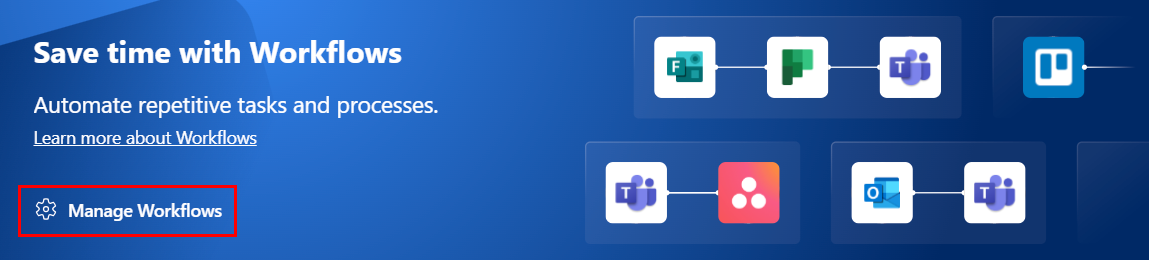 Save time with Workflows
Automate repetitive tasks and processes.
Learn more about Workflows
Manage Workflows
F
T
T
O
T